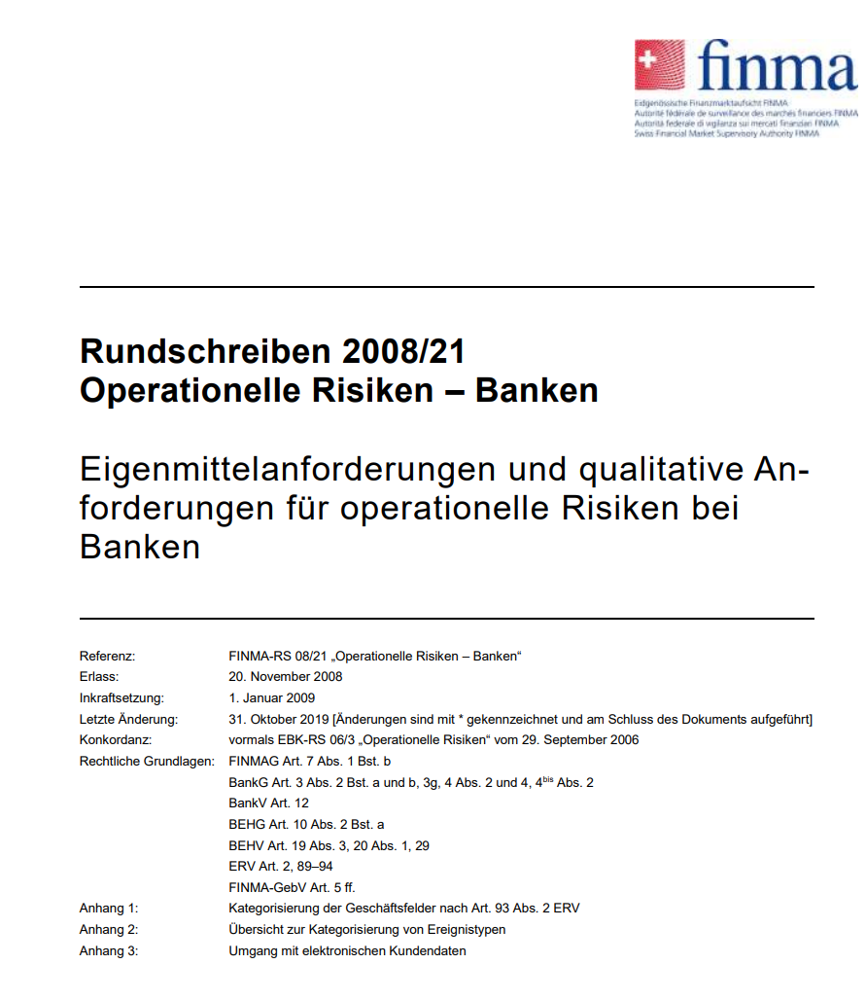 finma
Eidgenössische Finanzmarktaufsicht FINMA
Autorité fédérale de surveillance des marchés financiers FINMA
Autorità federale di vigilanza sui mercati finanziari FINMA
Swiss Financial Market Supervisory Authority FINMA
Rundschreiben 2008/21
Operationelle Risiken – Banken
Eigenmittelanforderungen und qualitative An-
forderungen für operationelle Risiken bei
Banken
Referenz: FINMA-RS 08/21 „Operationelle Risiken – Banken“
Erlass: 20. November 2008
Inkraftsetzung: 1. Januar 2009
Letzte Änderung: 31. Oktober 2019 [Änderungen sind mit * gekennzeichnet und am Schluss des Dokuments aufgeführt]
Konkordanz: vormals EBK-RS 06/3 „Operationelle Risiken“ vom 29. September 2006
Rechtliche Grundlagen: FINMAG Art. 7 Abs. 1 Bst. b
BankG Art. 3 Abs. 2 Bst. a und b, 3g, 4 Abs. 2 und 4, 4bis Abs. 2
BankV Art. 12
BEHG Art. 10 Abs. 2 Bst. a
BEHV Art. 19 Abs. 3, 20 Abs. 1, 29
ERV Art. 2, 89–94
FINMA-GebV Art. 5 ff.
Anhang 1: Kategorisierung der Geschäftsfelder nach Art. 93 Abs. 2 ERV
Anhang 2: Übersicht zur Kategorisierung von Ereignistypen
Anhang 3: Umgang mit elektronischen Kundendaten